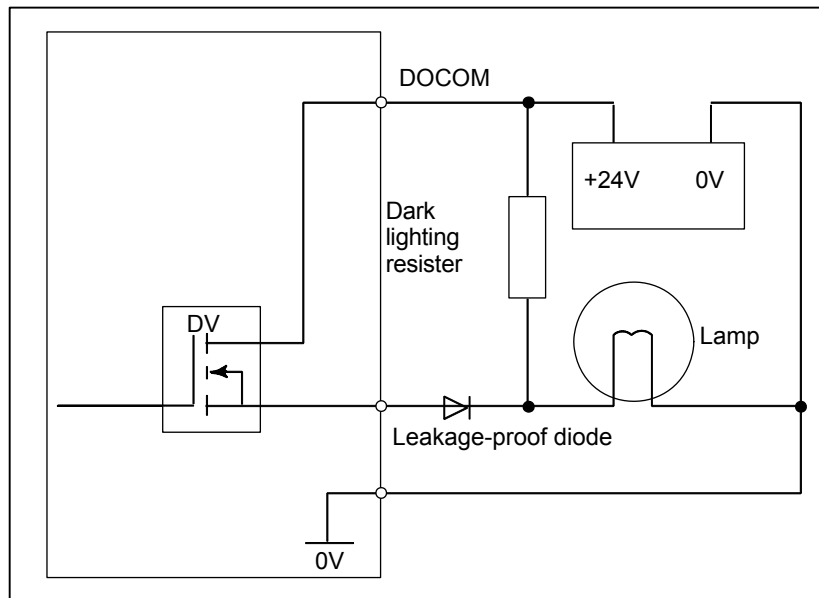 DOCOM
+24V 0V
Dark
lighting
resister
DV
Lamp
Leakage-proof diode
0V